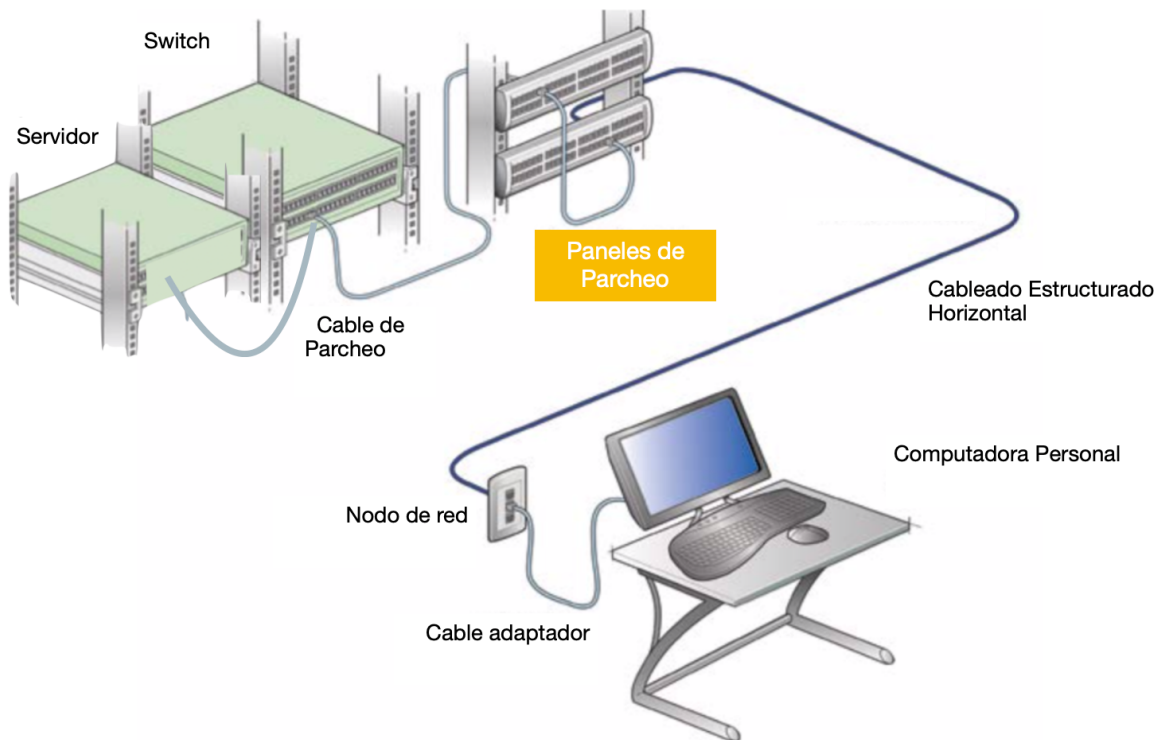 Switch
Servidor
Paneles de
Parcheo
Cableado Estructurado
Horizontal
Cable de
Parcheo
Computadora Personal
Nodo de red
Cable adaptador